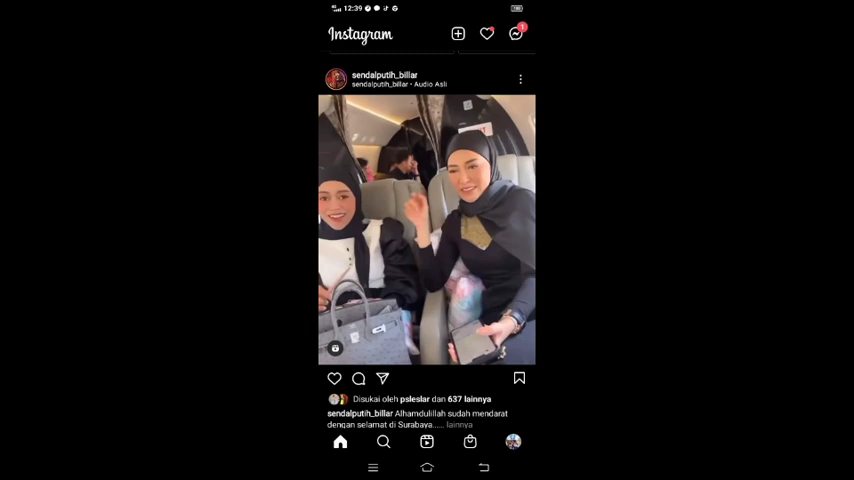 12:39
Instagram
1
sendalputih_billar
sendalputih_billar • Audio Asli
Disukai oleh psleslar dan 637 lainnya
sendalputih_billar Alhamdulillah sudah mendarat
dengan selamat di Surabaya...... lainnya